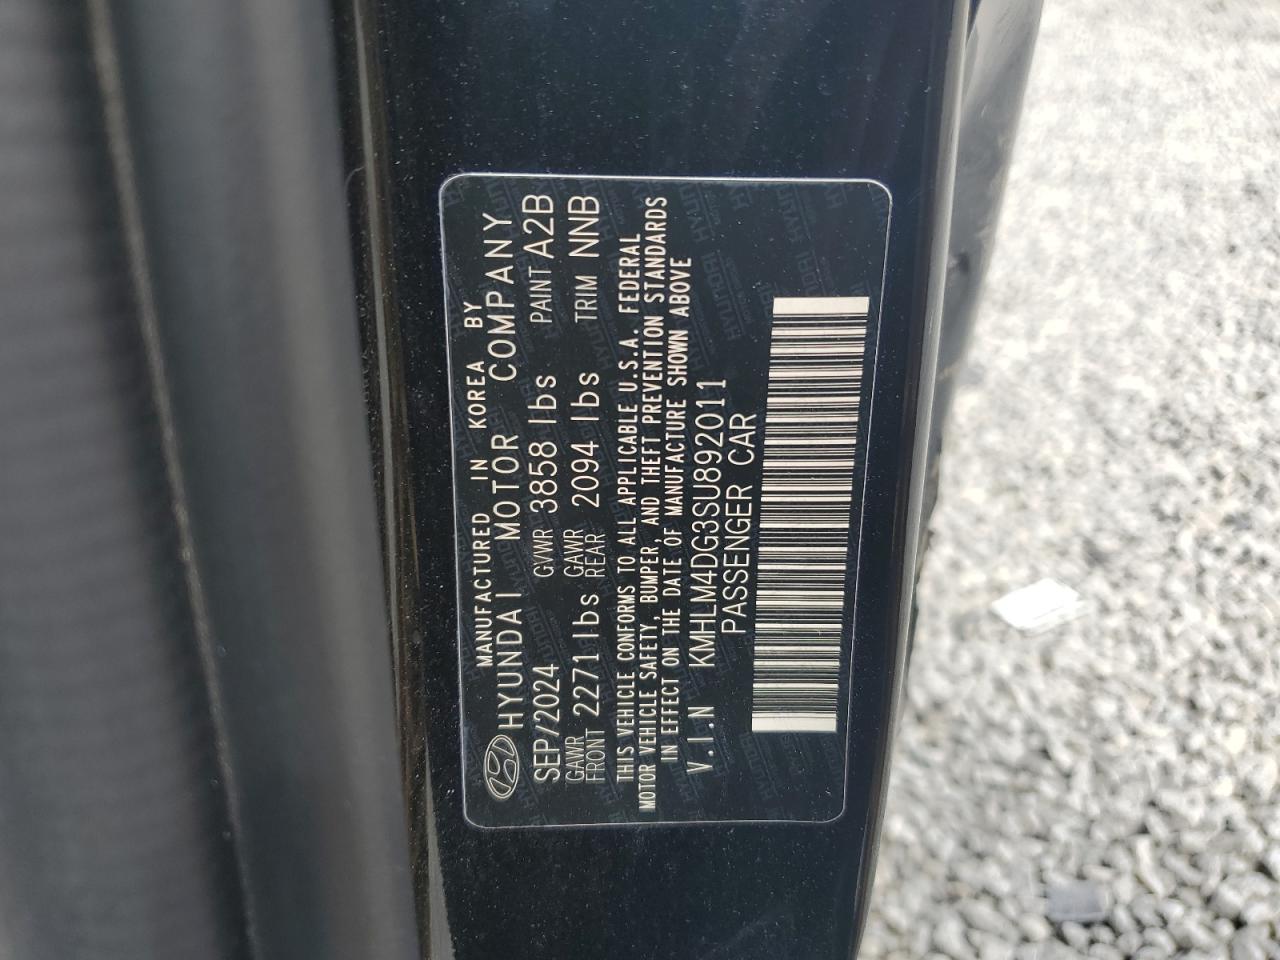 MANUFACTURED IN KOREA BY
HYUNDAI MOTOR COMPANY
SEP/2024 GVWR 3858 lbs PAINT A2B
GAWR FRONT 2271 lbs GAWR REAR 2094 lbs TRIM NNB
THIS VEHICLE CONFORMS TO ALL APPLICABLE U.S.A. FEDERAL
MOTOR VEHICLE SAFETY, BUMPER, AND THEFT PREVENTION STANDARDS
IN EFFECT ON THE DATE OF MANUFACTURE SHOWN ABOVE
V.I.N KMHLM4DG3SU892011
PASSENGER CAR